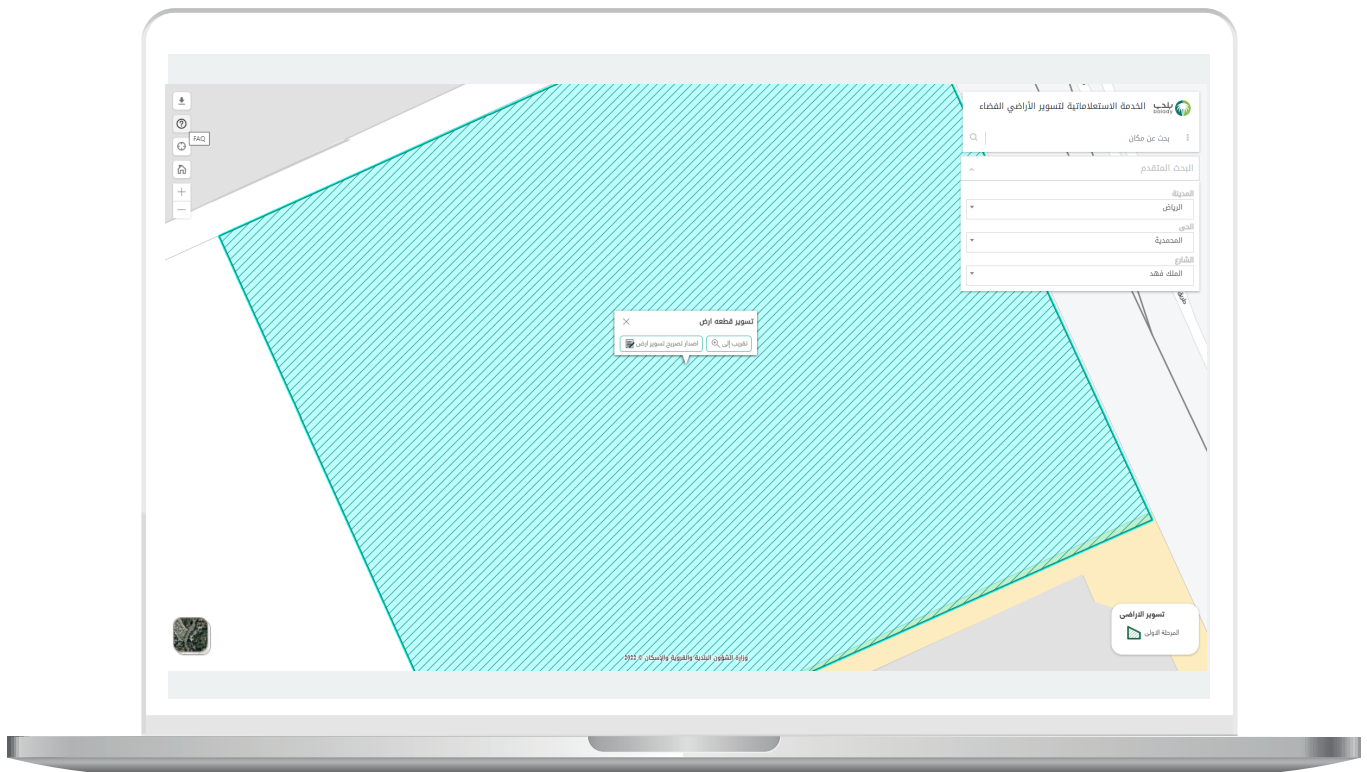 بلدي
balady
الخدمة الاستعلاماتية لتسوير الأراضي الفضاء
بحث عن مكان
البحث المتقدم
المدينة
الرياض
الحى
المحمدية
الشارع
الملك فهد
FAQ
تسوير قطعه ارض
تقريب إلى
اصدار تصريح تسوير ارض
تسوير الاراضى
المرحلة الاولى
وزارة الشؤون البلدية والقروية والإسكان © 2022